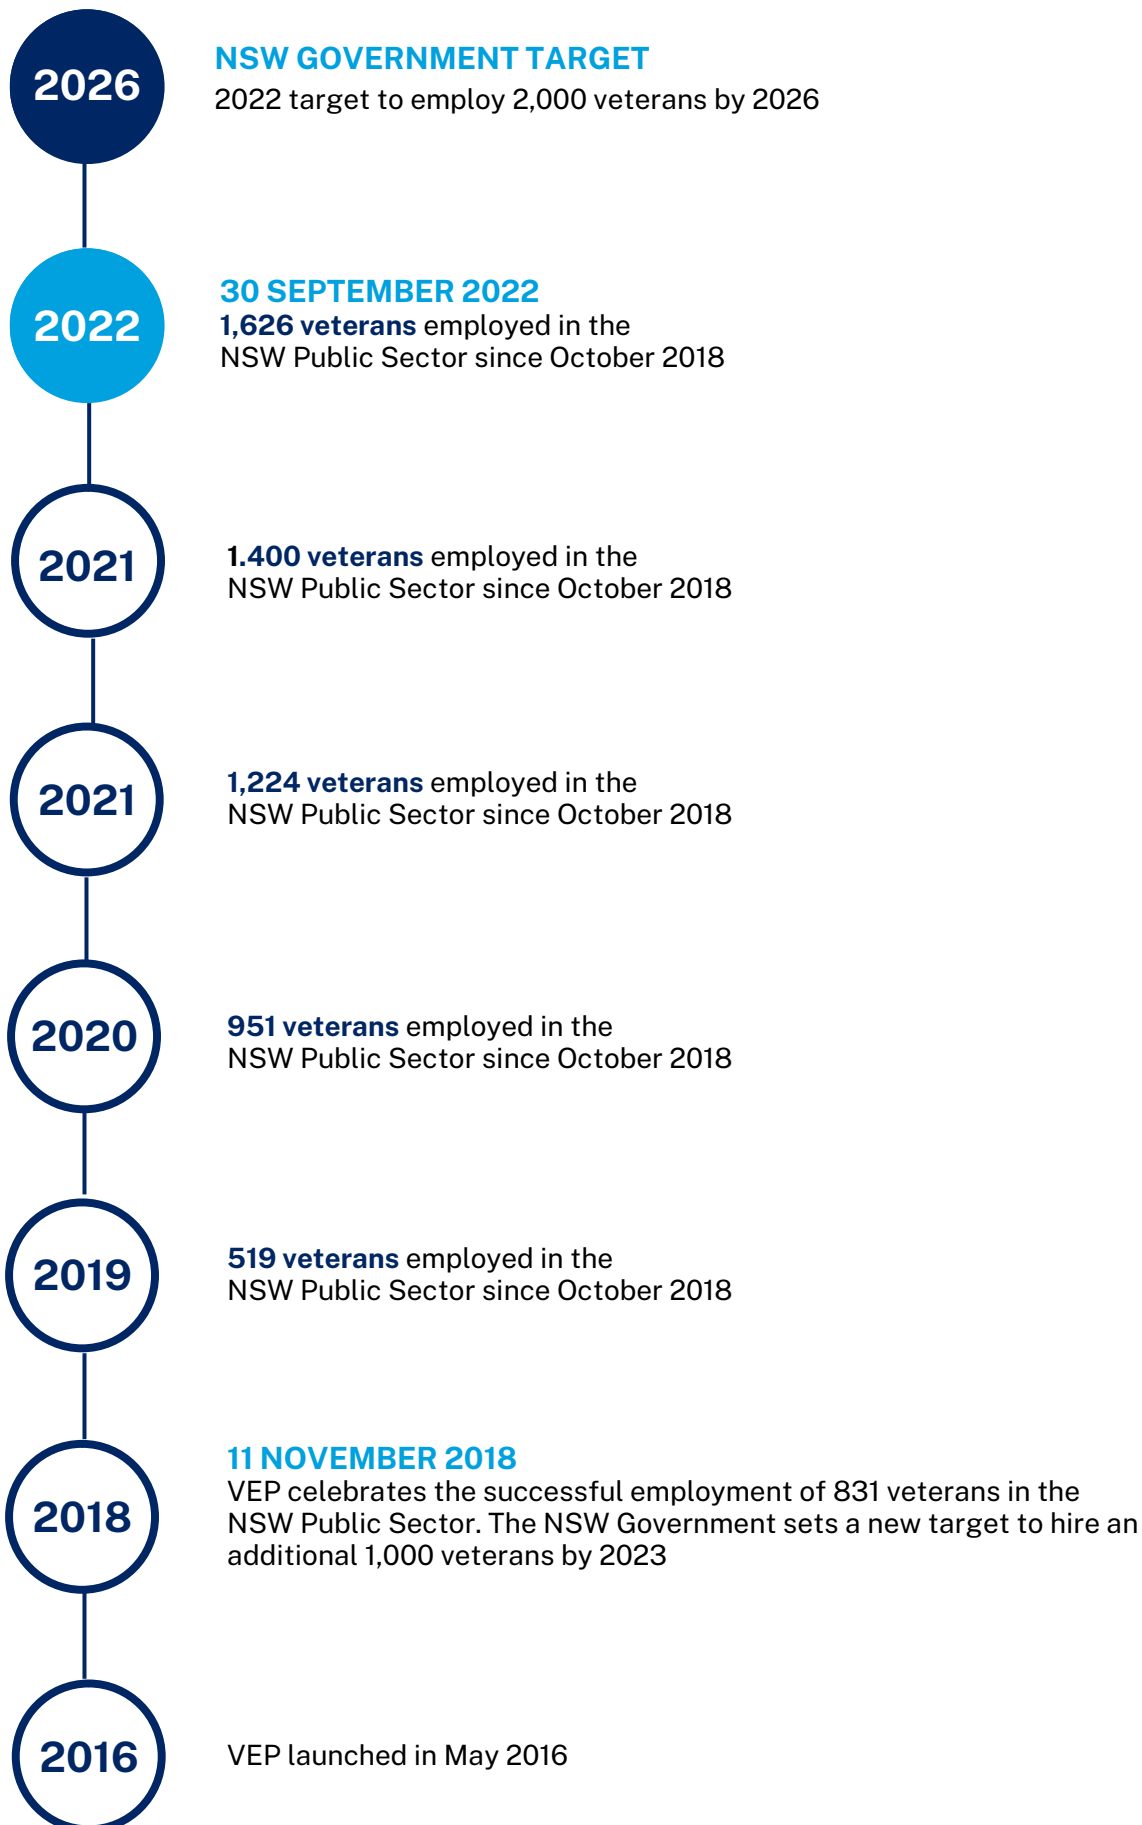 2026
NSW GOVERNMENT TARGET
2022 target to employ 2,000 veterans by 2026
2022
30 SEPTEMBER 2022
1,626 veterans employed in the
NSW Public Sector since October 2018
2021
1.400 veterans employed in the
NSW Public Sector since October 2018
2021
1,224 veterans employed in the
NSW Public Sector since October 2018
2020
951 veterans employed in the
NSW Public Sector since October 2018
2019
519 veterans employed in the
NSW Public Sector since October 2018
2018
11 NOVEMBER 2018
VEP celebrates the successful employment of 831 veterans in the
NSW Public Sector. The NSW Government sets a new target to hire an
additional 1,000 veterans by 2023
2016
VEP launched in May 2016